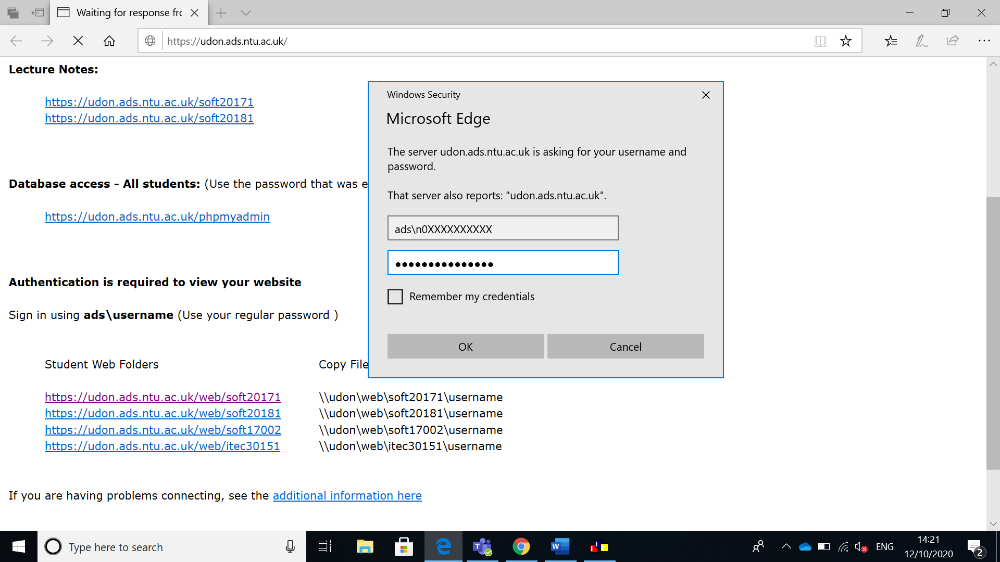 Waiting for response fro
https://udon.ads.ntu.ac.uk/
Lecture Notes:
https://udon.ads.ntu.ac.uk/soft20171
https://udon.ads.ntu.ac.uk/soft20181
Database access - All students: (Use the password that was e
https://udon.ads.ntu.ac.uk/phpmyadmin
Authentication is required to view your website
Sign in using ads\username (Use your regular password )
Student Web Folders
Copy File
https://udon.ads.ntu.ac.uk/web/soft20171 \\udon\web\soft20171\username
https://udon.ads.ntu.ac.uk/web/soft20181 \\udon\web\soft20181\username
https://udon.ads.ntu.ac.uk/web/soft17002 \\udon\web\soft17002\username
https://udon.ads.ntu.ac.uk/web/itec30151 \\udon\web\itec30151\username
If you are having problems connecting, see the additional information here
Windows Security
Microsoft Edge
The server udon.ads.ntu.ac.uk is asking for your username and
password.
That server also reports: "udon.ads.ntu.ac.uk".
ads\n0XXXXXXXXXX
Remember my credentials
OK
Cancel
Type here to search
ENG
14:21
12/10/2020
2